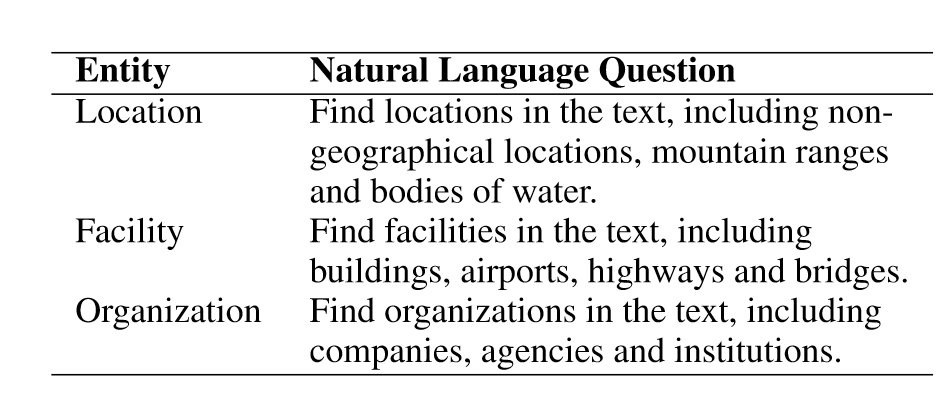 Entity Natural Language Question
Location Find locations in the text, including non-
geographical locations, mountain ranges
and bodies of water.
Facility Find facilities in the text, including
buildings, airports, highways and bridges.
Organization Find organizations in the text, including
companies, agencies and institutions.